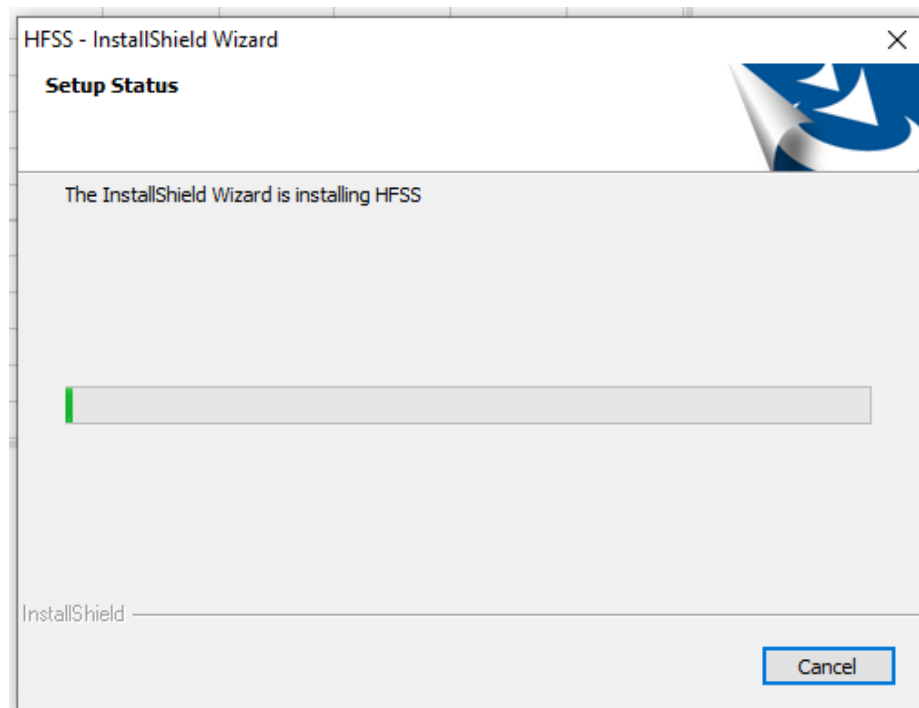 HFSS - InstallShield Wizard
Setup Status
The InstallShield Wizard is installing HFSS
InstallShield
Cancel